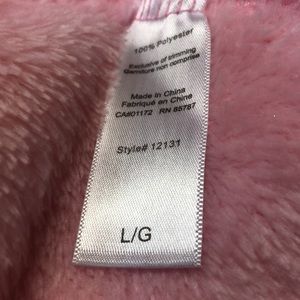 100% Polyester
Exclusive of trimming
Garniture non comprise
Made in China
Fabriqué en Chine
CA#01172 RN 85787
Style# 12131
L/G